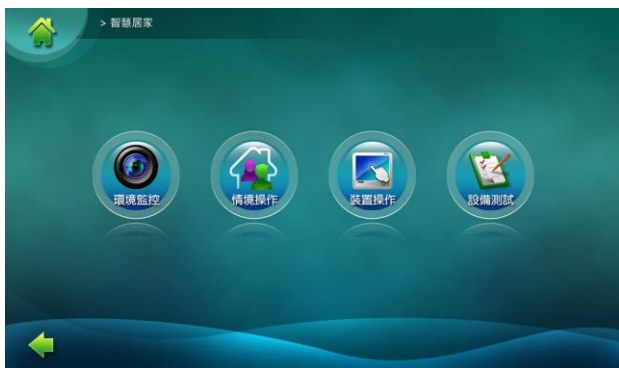 > 智慧居家
環境監控
情境操作
裝置操作
設備測試